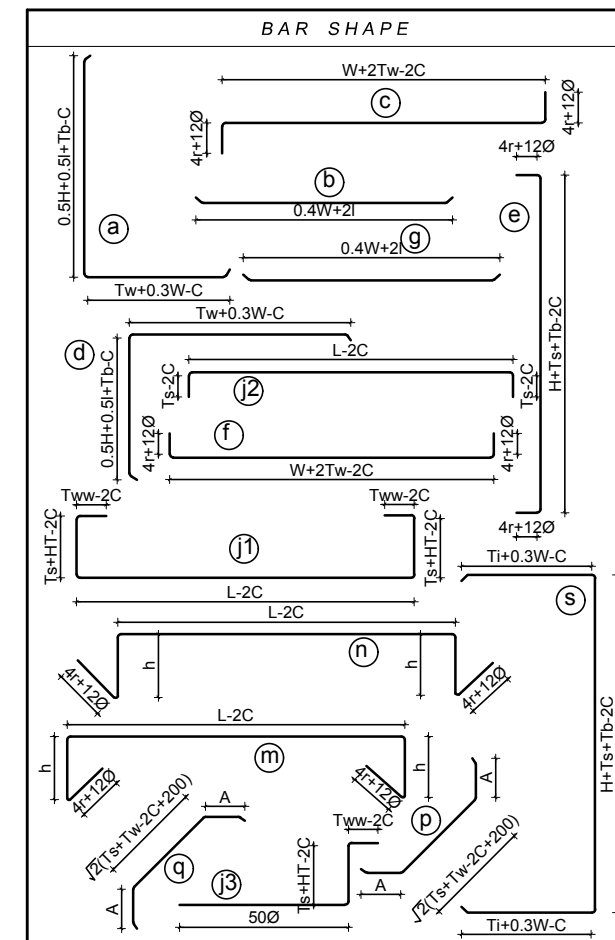 BAR SHAPE
W+2Tw-2C
c
4r+12Ø
4r+12Ø
0.5H+0.5I+Tb-C
4r+12Ø
b
0.4W+2I
e
a
g
0.4W+2I
Tw+0.3W-C
H+Ts+Tb-2C
Tw+0.3W-C
d
L-2C
Ts-2C
j2
Ts-2C
0.5H+0.5I+Tb-C
f
4r+12Ø
4r+12Ø
W+2Tw-2C
Tww-2C
Tww-2C
4r+12Ø
Ts+HT-2C
j1
Ts+HT-2C
Ti+0.3W-C
L-2C
s
L-2C
h
n
h
4r+12Ø
4r+12Ø
H+Ts+Tb-2C
L-2C
h
m
h
4r+12Ø
4r+12Ø
A
A
√2(Ts+Tw-2C+200)
Tww-2C
p
q
Ts+HT-2C
j3
A
√2(Ts+Tw-2C+200)
A
50Ø
Ti+0.3W-C